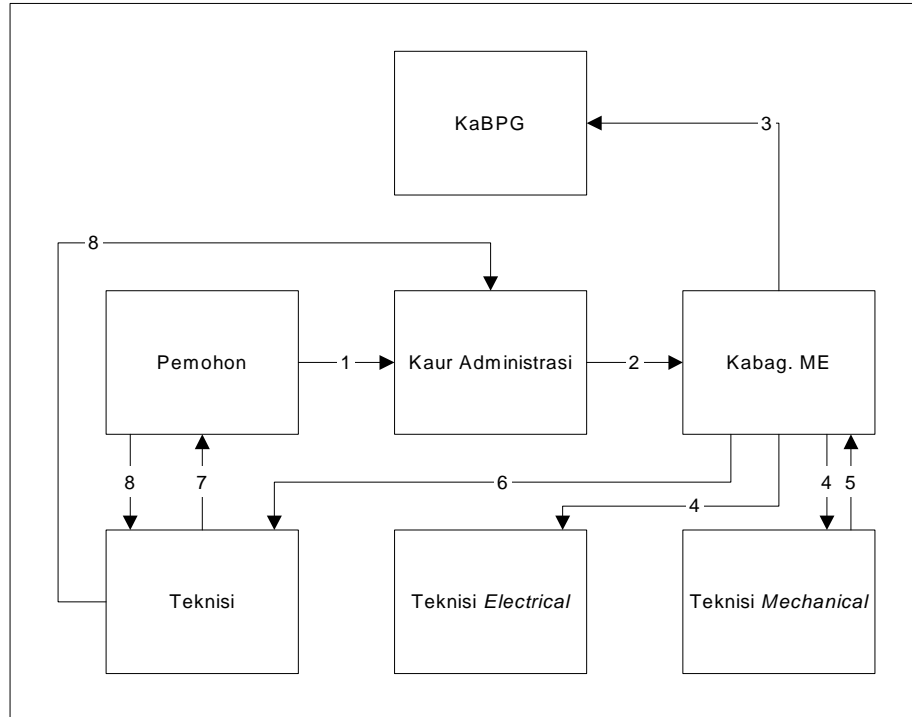 KaBPG
3
8
Pemohon
1
Kaur Administrasi
2
Kabag. ME
8
7
6
4
4
5
Teknisi
Teknisi Electrical
Teknisi Mechanical